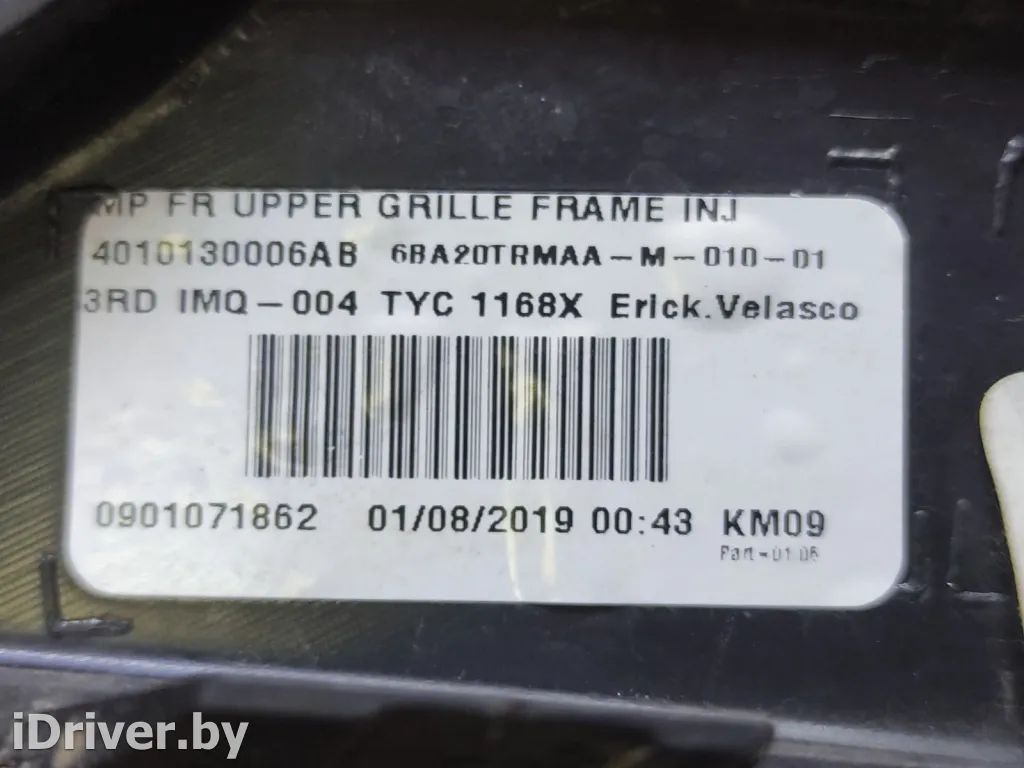 MP FR UPPER GRILLE FRAME INJ
4010130006AB 6BA20TRMAA-M-010-01
3RD IMQ-004 TYC 1168X Erick.Velasco
0901071862 01/08/2019 00:43 KM09
Part-01 06
iDriver.by